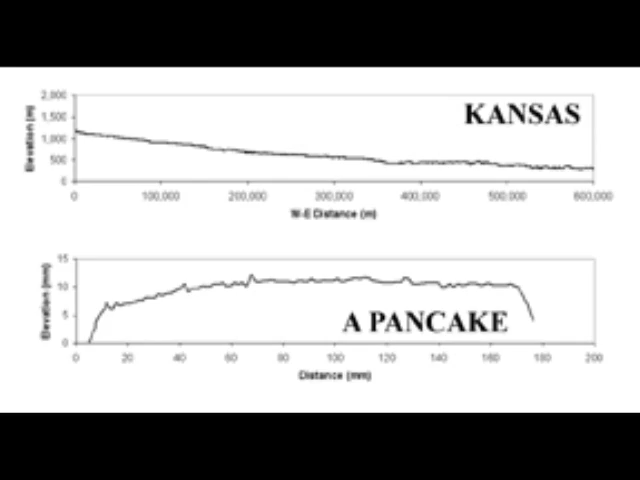 KANSAS
2,000
1,500
1,000
500
0
Elevation (m)
0 100,000 200,000 300,000 400,000 500,000 600,000
W-E Distance (m)
15
10
5
0
Elevation (mm)
A PANCAKE
0 20 40 60 80 100 120 140 160 180 200
Distance (mm)